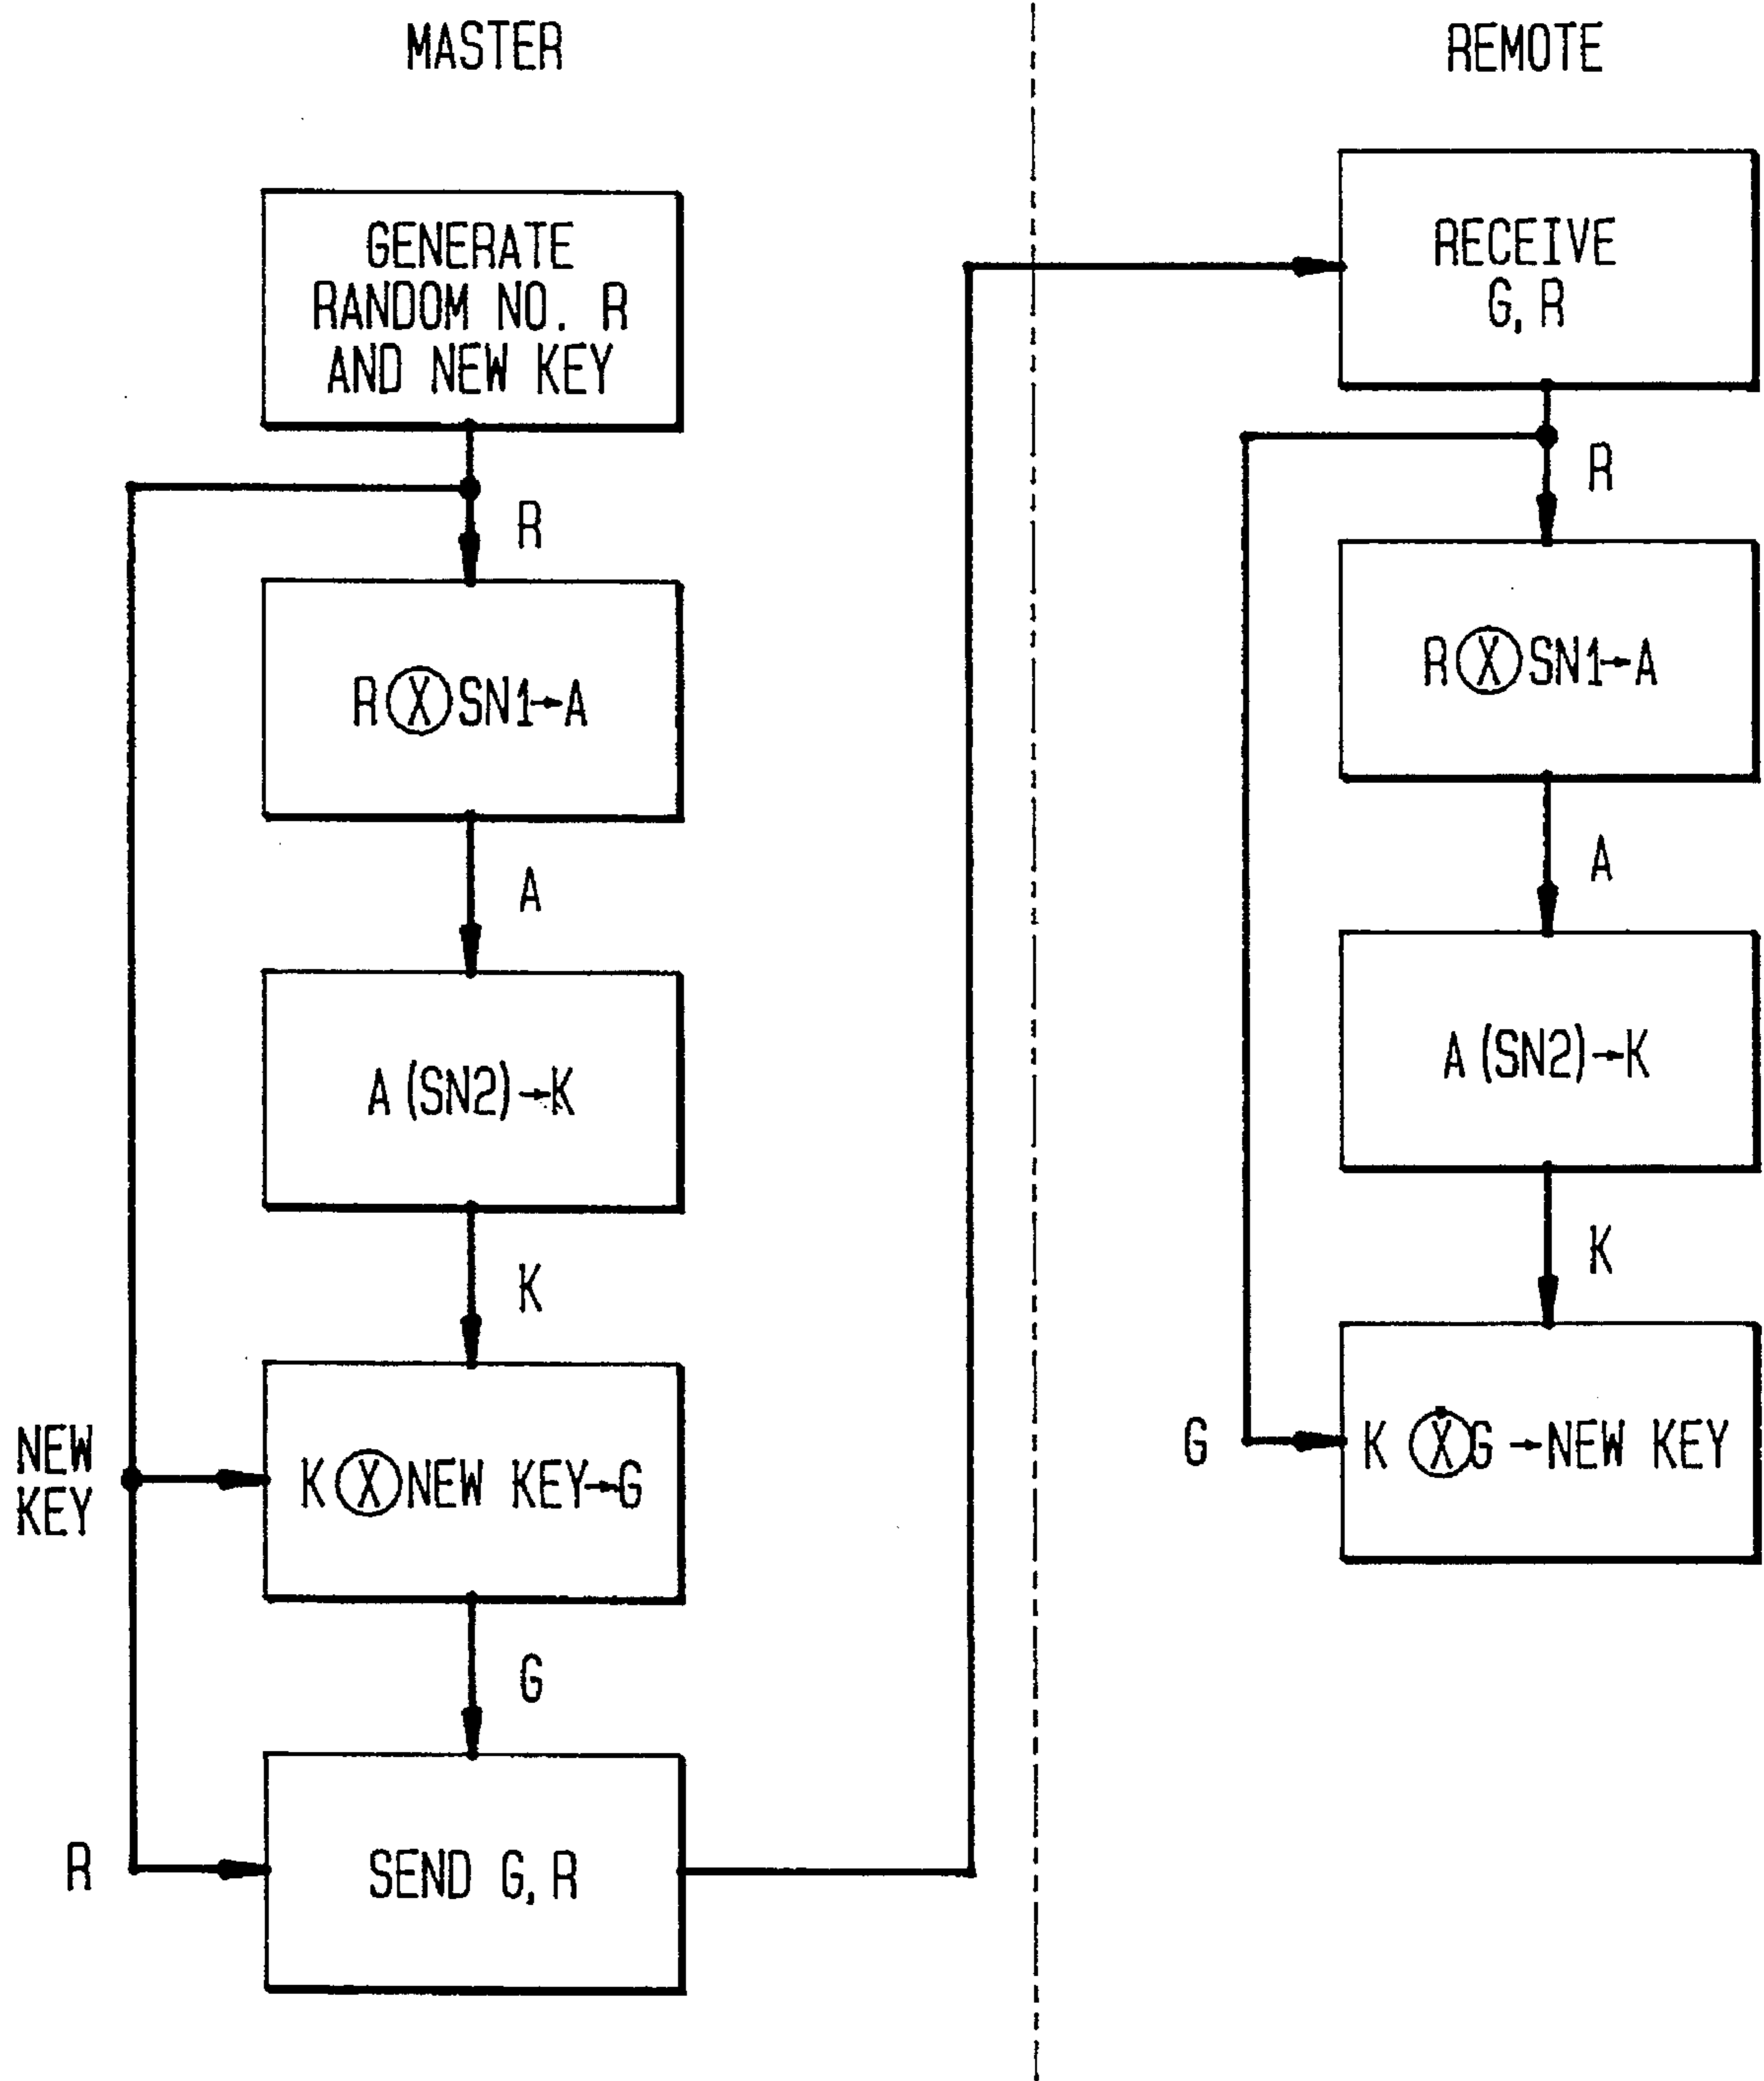 MASTER
GENERATE
RANDOM NO. R
AND NEW KEY
R
R Ⓧ SN1→A
A
A (SN2)→K
K
NEW
KEY
K Ⓧ NEW KEY→G
G
R
SEND G, R
REMOTE
RECEIVE
G, R
R
R Ⓧ SN1→A
A
A (SN2)→K
K
G
K Ⓧ G→NEW KEY